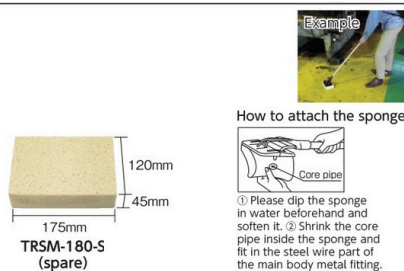 Example
How to attach the sponge
Core pipe
① Please dip the sponge
in water beforehand and
soften it. ② Shrink the core
pipe inside the sponge and
fit in the steel wire part of
the main body metal fitting.
120mm
45mm
175mm
TRSM-180-S
(spare)